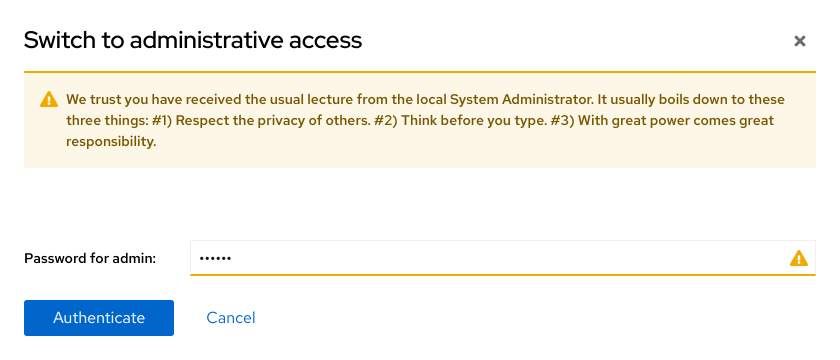 Switch to administrative access
We trust you have received the usual lecture from the local System Administrator. It usually boils down to these
three things: #1) Respect the privacy of others. #2) Think before you type. #3) With great power comes great
responsibility.
Password for admin: ••••••
Authenticate Cancel